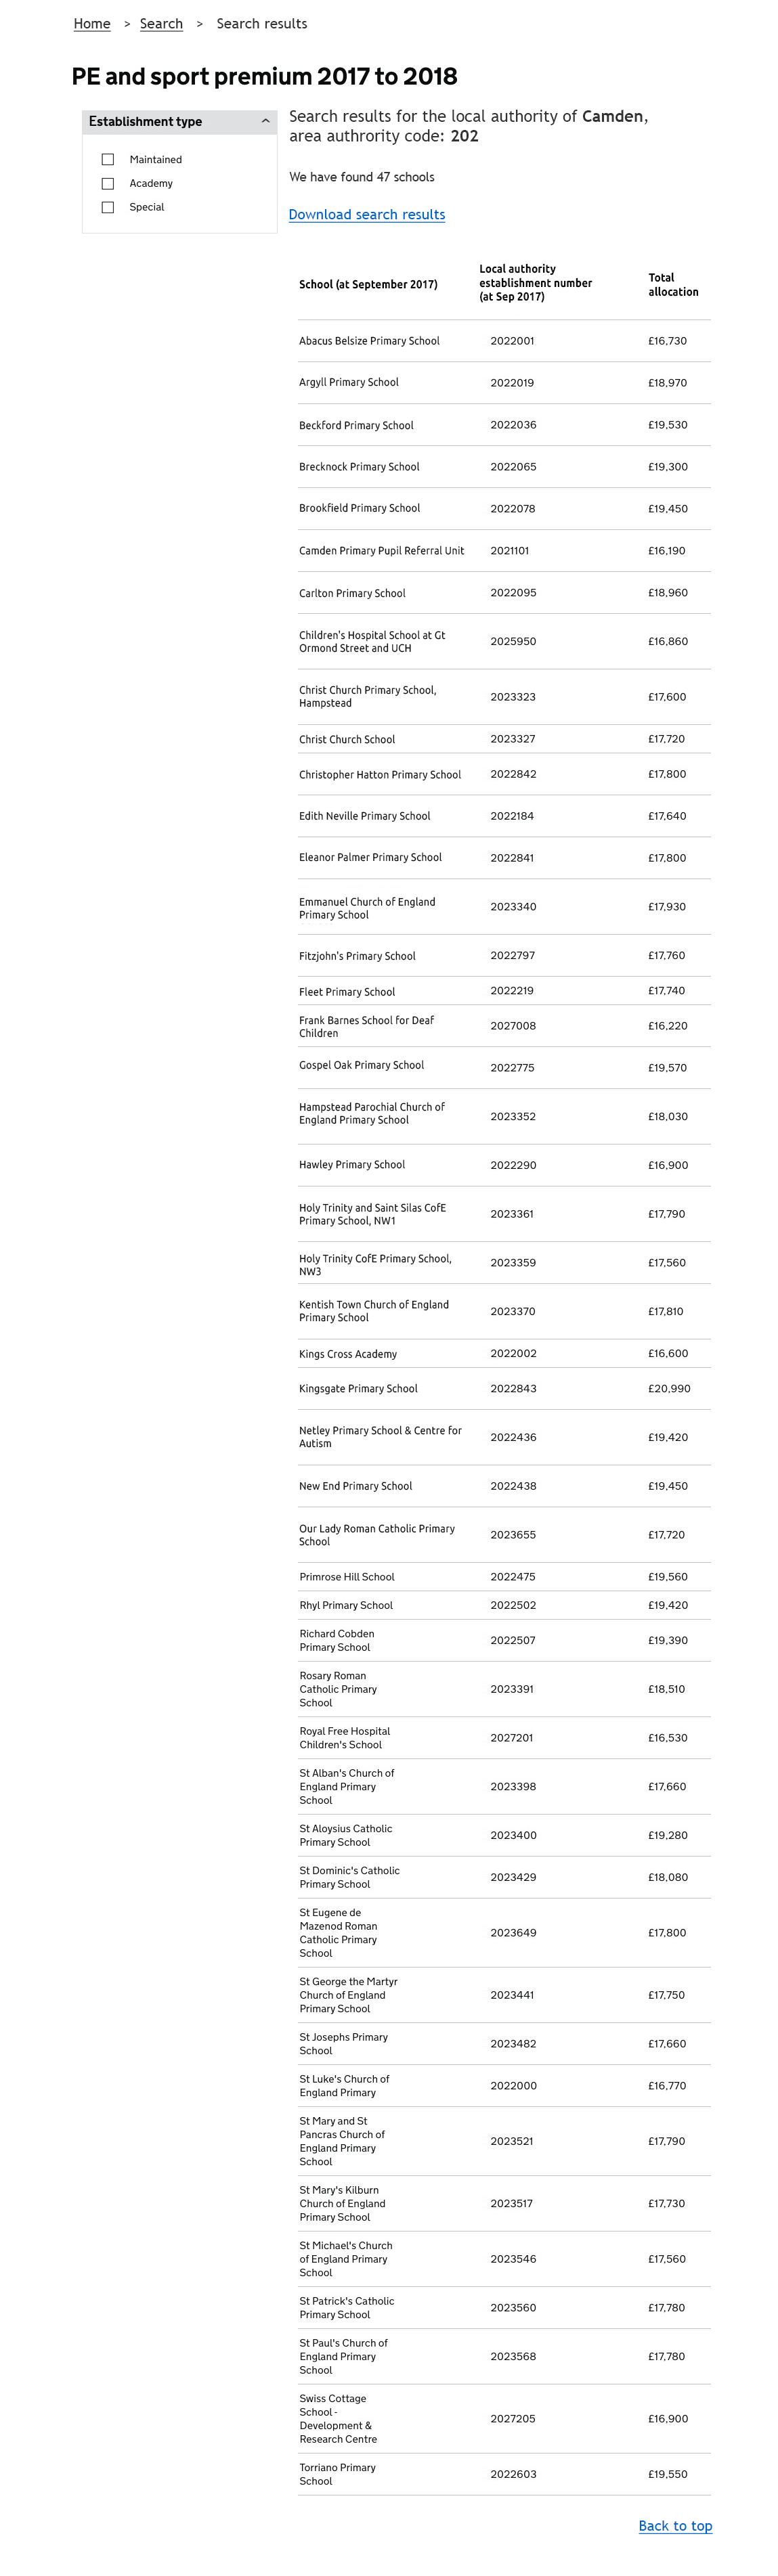 Home > Search > Search results
PE and sport premium 2017 to 2018
Establishment type
Maintained
Academy
Special
Search results for the local authority of Camden,
area authrority code: 202
We have found 47 schools
Download search results
School (at September 2017) Local authority establishment number (at Sep 2017) Total allocation
Abacus Belsize Primary School 2022001 £16,730
Argyll Primary School 2022019 £18,970
Beckford Primary School 2022036 £19,530
Brecknock Primary School 2022065 £19,300
Brookfield Primary School 2022078 £19,450
Camden Primary Pupil Referral Unit 2021101 £16,190
Carlton Primary School 2022095 £18,960
Children's Hospital School at Gt
Ormond Street and UCH 2025950 £16,860
Christ Church Primary School,
Hampstead 2023323 £17,600
Christ Church School 2023327 £17,720
Christopher Hatton Primary School 2022842 £17,800
Edith Neville Primary School 2022184 £17,640
Eleanor Palmer Primary School 2022841 £17,800
Emmanuel Church of England
Primary School 2023340 £17,930
Fitzjohn's Primary School 2022797 £17,760
Fleet Primary School 2022219 £17,740
Frank Barnes School for Deaf
Children 2027008 £16,220
Gospel Oak Primary School 2022775 £19,570
Hampstead Parochial Church of
England Primary School 2023352 £18,030
Hawley Primary School 2022290 £16,900
Holy Trinity and Saint Silas CofE
Primary School, NW1 2023361 £17,790
Holy Trinity CofE Primary School,
NW3 2023359 £17,560
Kentish Town Church of England
Primary School 2023370 £17,810
Kings Cross Academy 2022002 £16,600
Kingsgate Primary School 2022843 £20,990
Netley Primary School & Centre for
Autism 2022436 £19,420
New End Primary School 2022438 £19,450
Our Lady Roman Catholic Primary
School 2023655 £17,720
Primrose Hill School 2022475 £19,560
Rhyl Primary School 2022502 £19,420
Richard Cobden
Primary School 2022507 £19,390
Rosary Roman
Catholic Primary 2023391 £18,510
School
Royal Free Hospital
Children's School 2027201 £16,530
St Alban's Church of
England Primary 2023398 £17,660
School
St Aloysius Catholic
Primary School 2023400 £19,280
St Dominic's Catholic
Primary School 2023429 £18,080
St Eugene de
Mazenod Roman
Catholic Primary 2023649 £17,800
School
St George the Martyr
Church of England 2023441 £17,750
Primary School
St Josephs Primary
School 2023482 £17,660
St Luke's Church of
England Primary 2022000 £16,770
St Mary and St
Pancras Church of
England Primary 2023521 £17,790
School
St Mary's Kilburn
Church of England 2023517 £17,730
Primary School
St Michael's Church
of England Primary 2023546 £17,560
School
St Patrick's Catholic
Primary School 2023560 £17,780
St Paul's Church of
England Primary 2023568 £17,780
School
Swiss Cottage
School -
Development & 2027205 £16,900
Research Centre
Torriano Primary
School 2022603 £19,550
Back to top